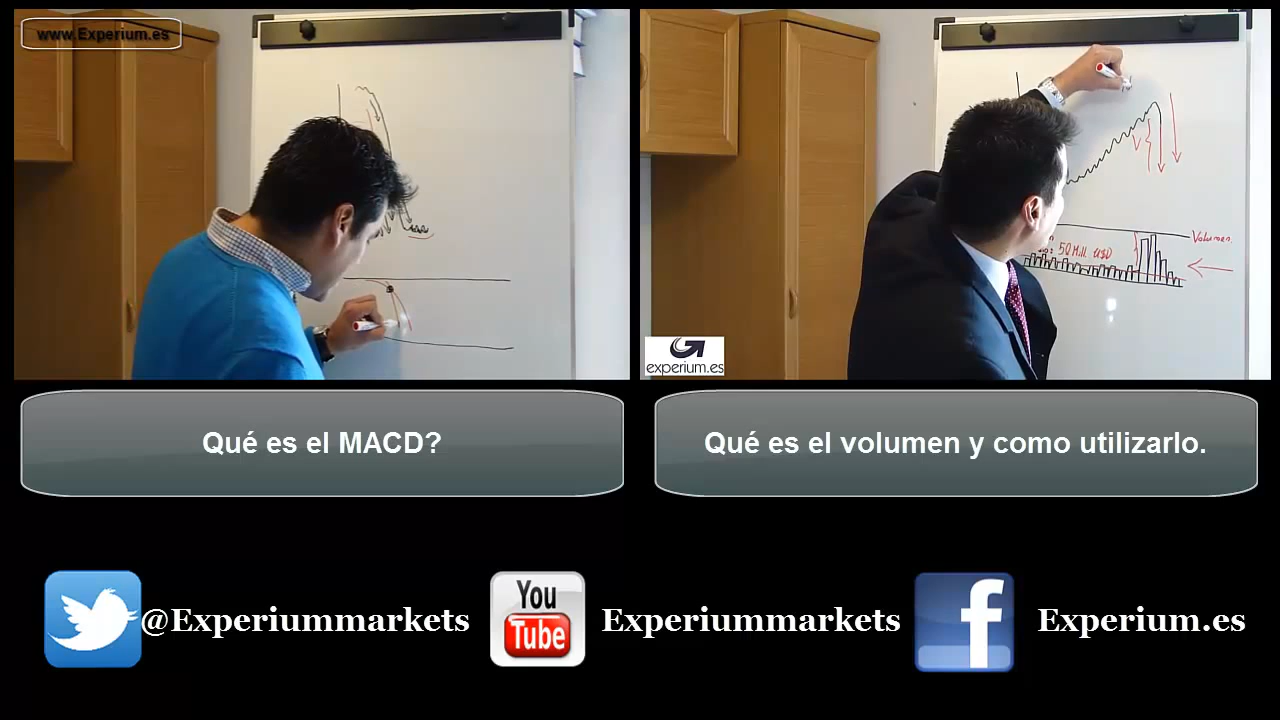 www.Experium.es
Volumen
50 Mill USD
experium.es
Qué es el MACD?
Qué es el volumen y como utilizarlo.
@Experiummarkets
You
Tube
Experiummarkets
f
Experium.es